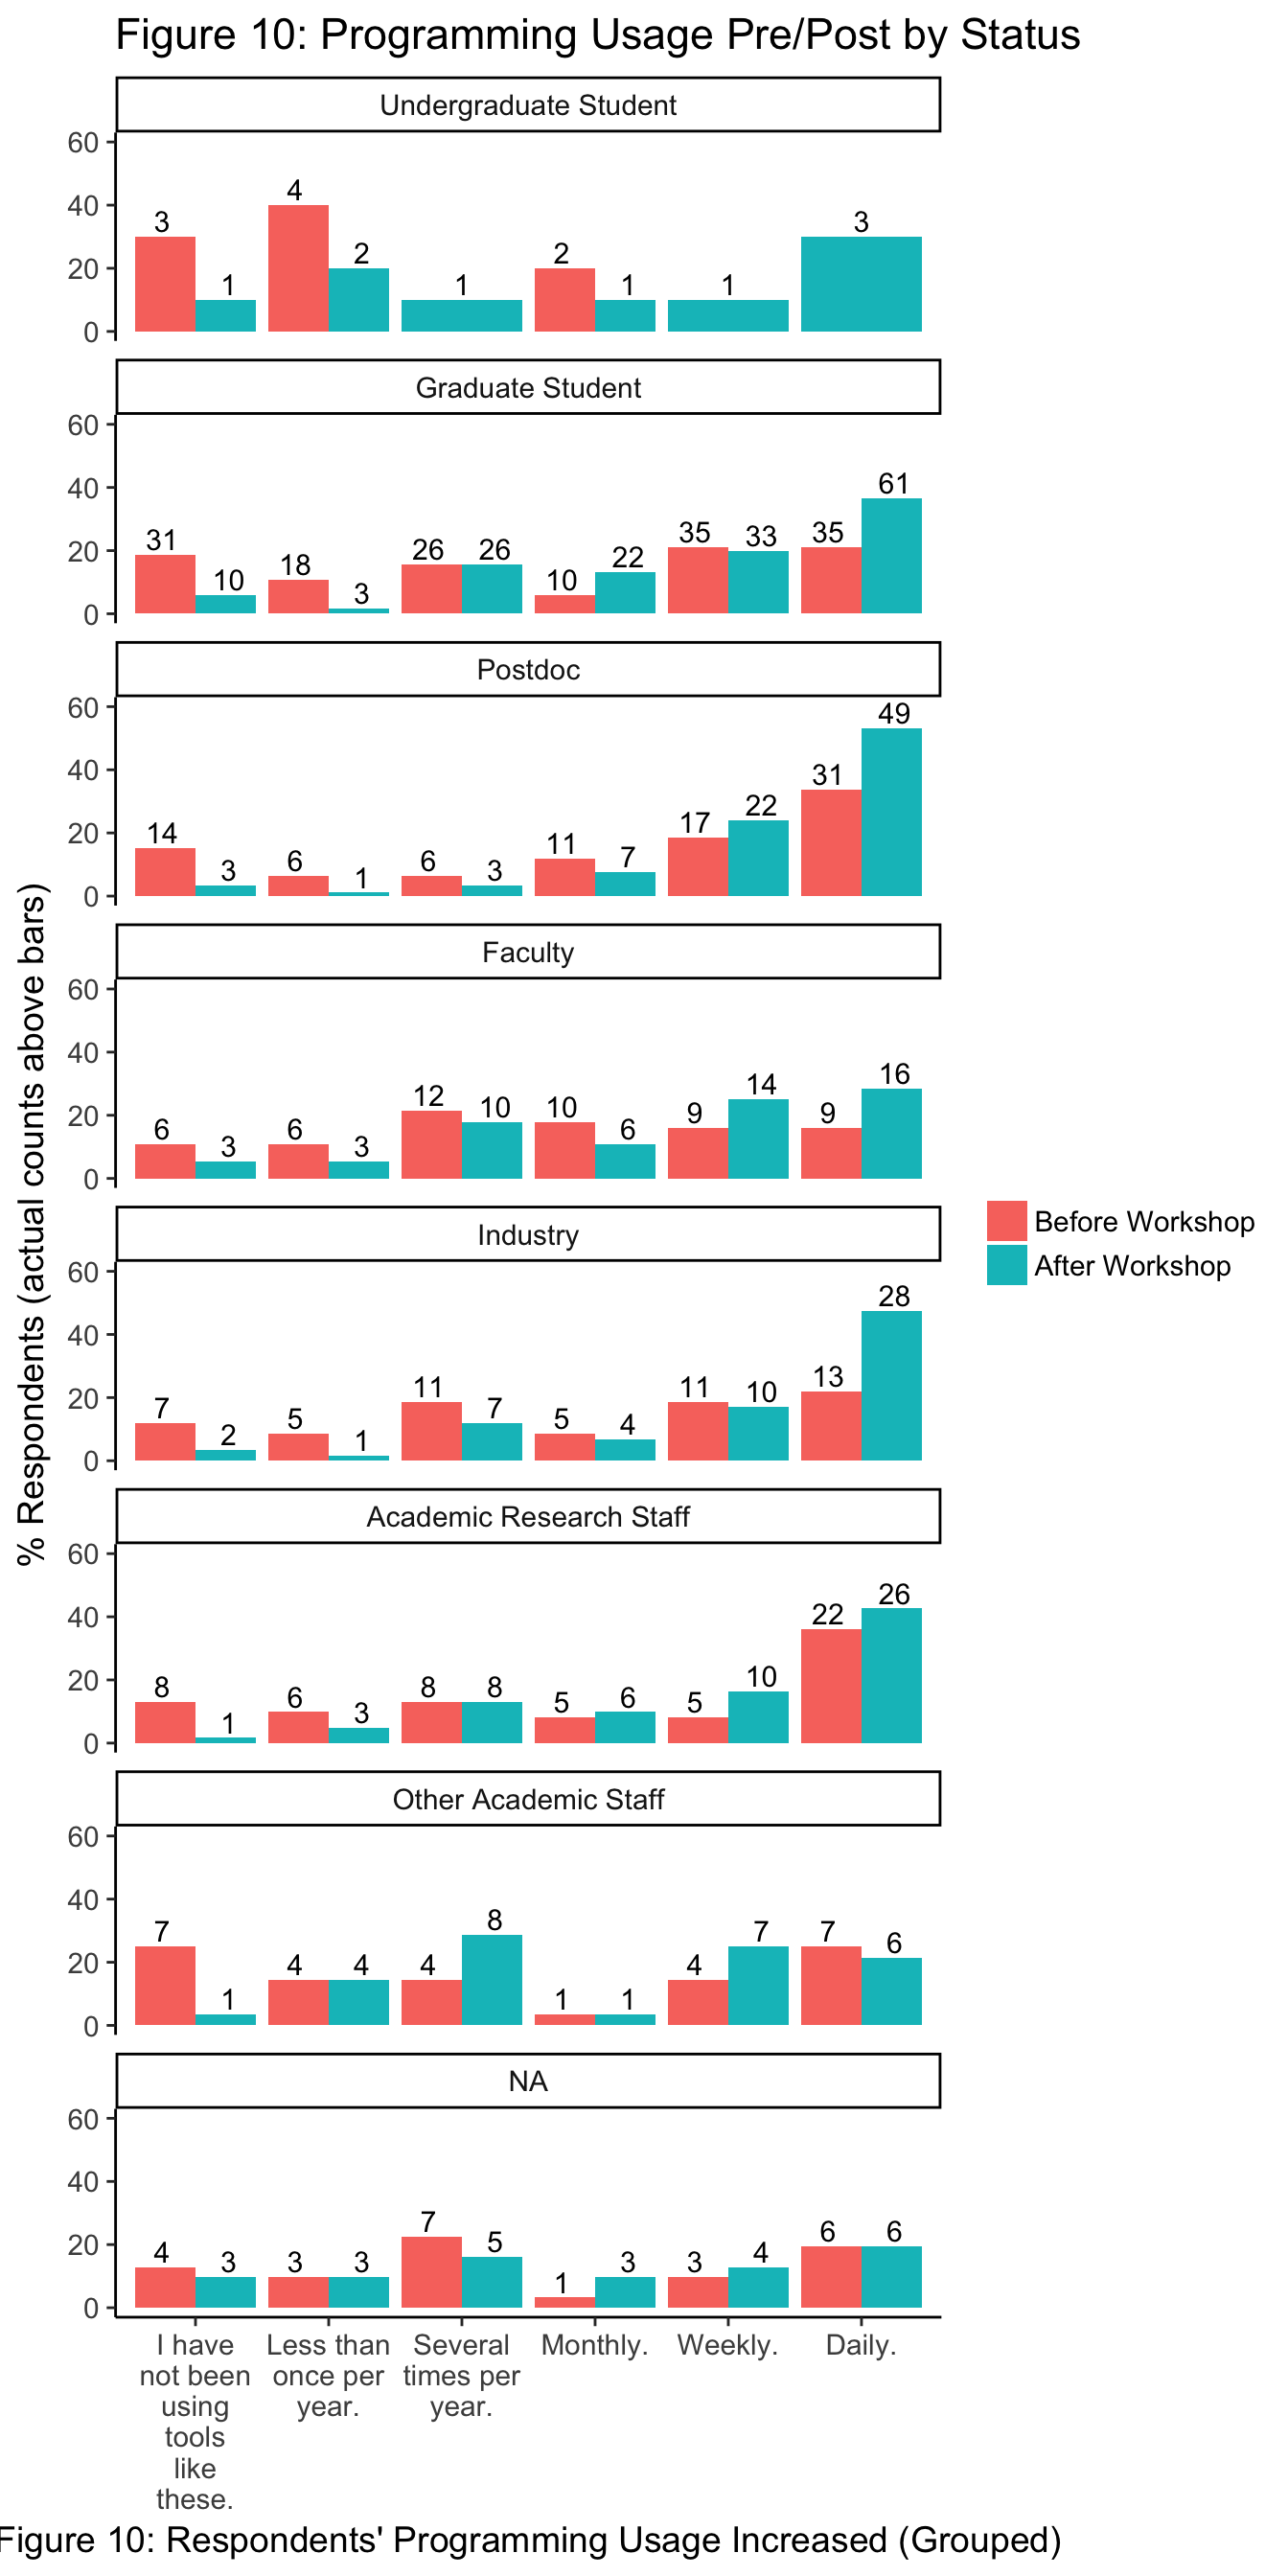 Figure 10: Programming Usage Pre/Post by Status
Undergraduate Student
60
40
20
0
3 1 4 2 1 2 1 1 3
Graduate Student
60
40
20
0
31 10 18 3 26 26 10 22 35 33 35 61
Postdoc
60
40
20
0
14 3 6 1 6 3 11 7 17 22 31 49
Faculty
60
40
20
0
6 3 6 3 12 10 10 6 9 14 9 16
Industry
60
40
20
0
7 2 5 1 11 7 5 4 11 10 13 28
Academic Research Staff
60
40
20
0
8 1 6 3 8 8 5 6 5 10 22 26
Other Academic Staff
60
40
20
0
7 1 4 4 4 8 1 1 4 7 7 6
NA
60
40
20
0
4 3 3 3 7 5 1 3 3 4 6 6
I have
not been
using
tools
like
these.
Less than
once per
year.
Several
times per
year.
Monthly.
Weekly.
Daily.
% Respondents (actual counts above bars)
Before Workshop
After Workshop
Figure 10: Respondents' Programming Usage Increased (Grouped)